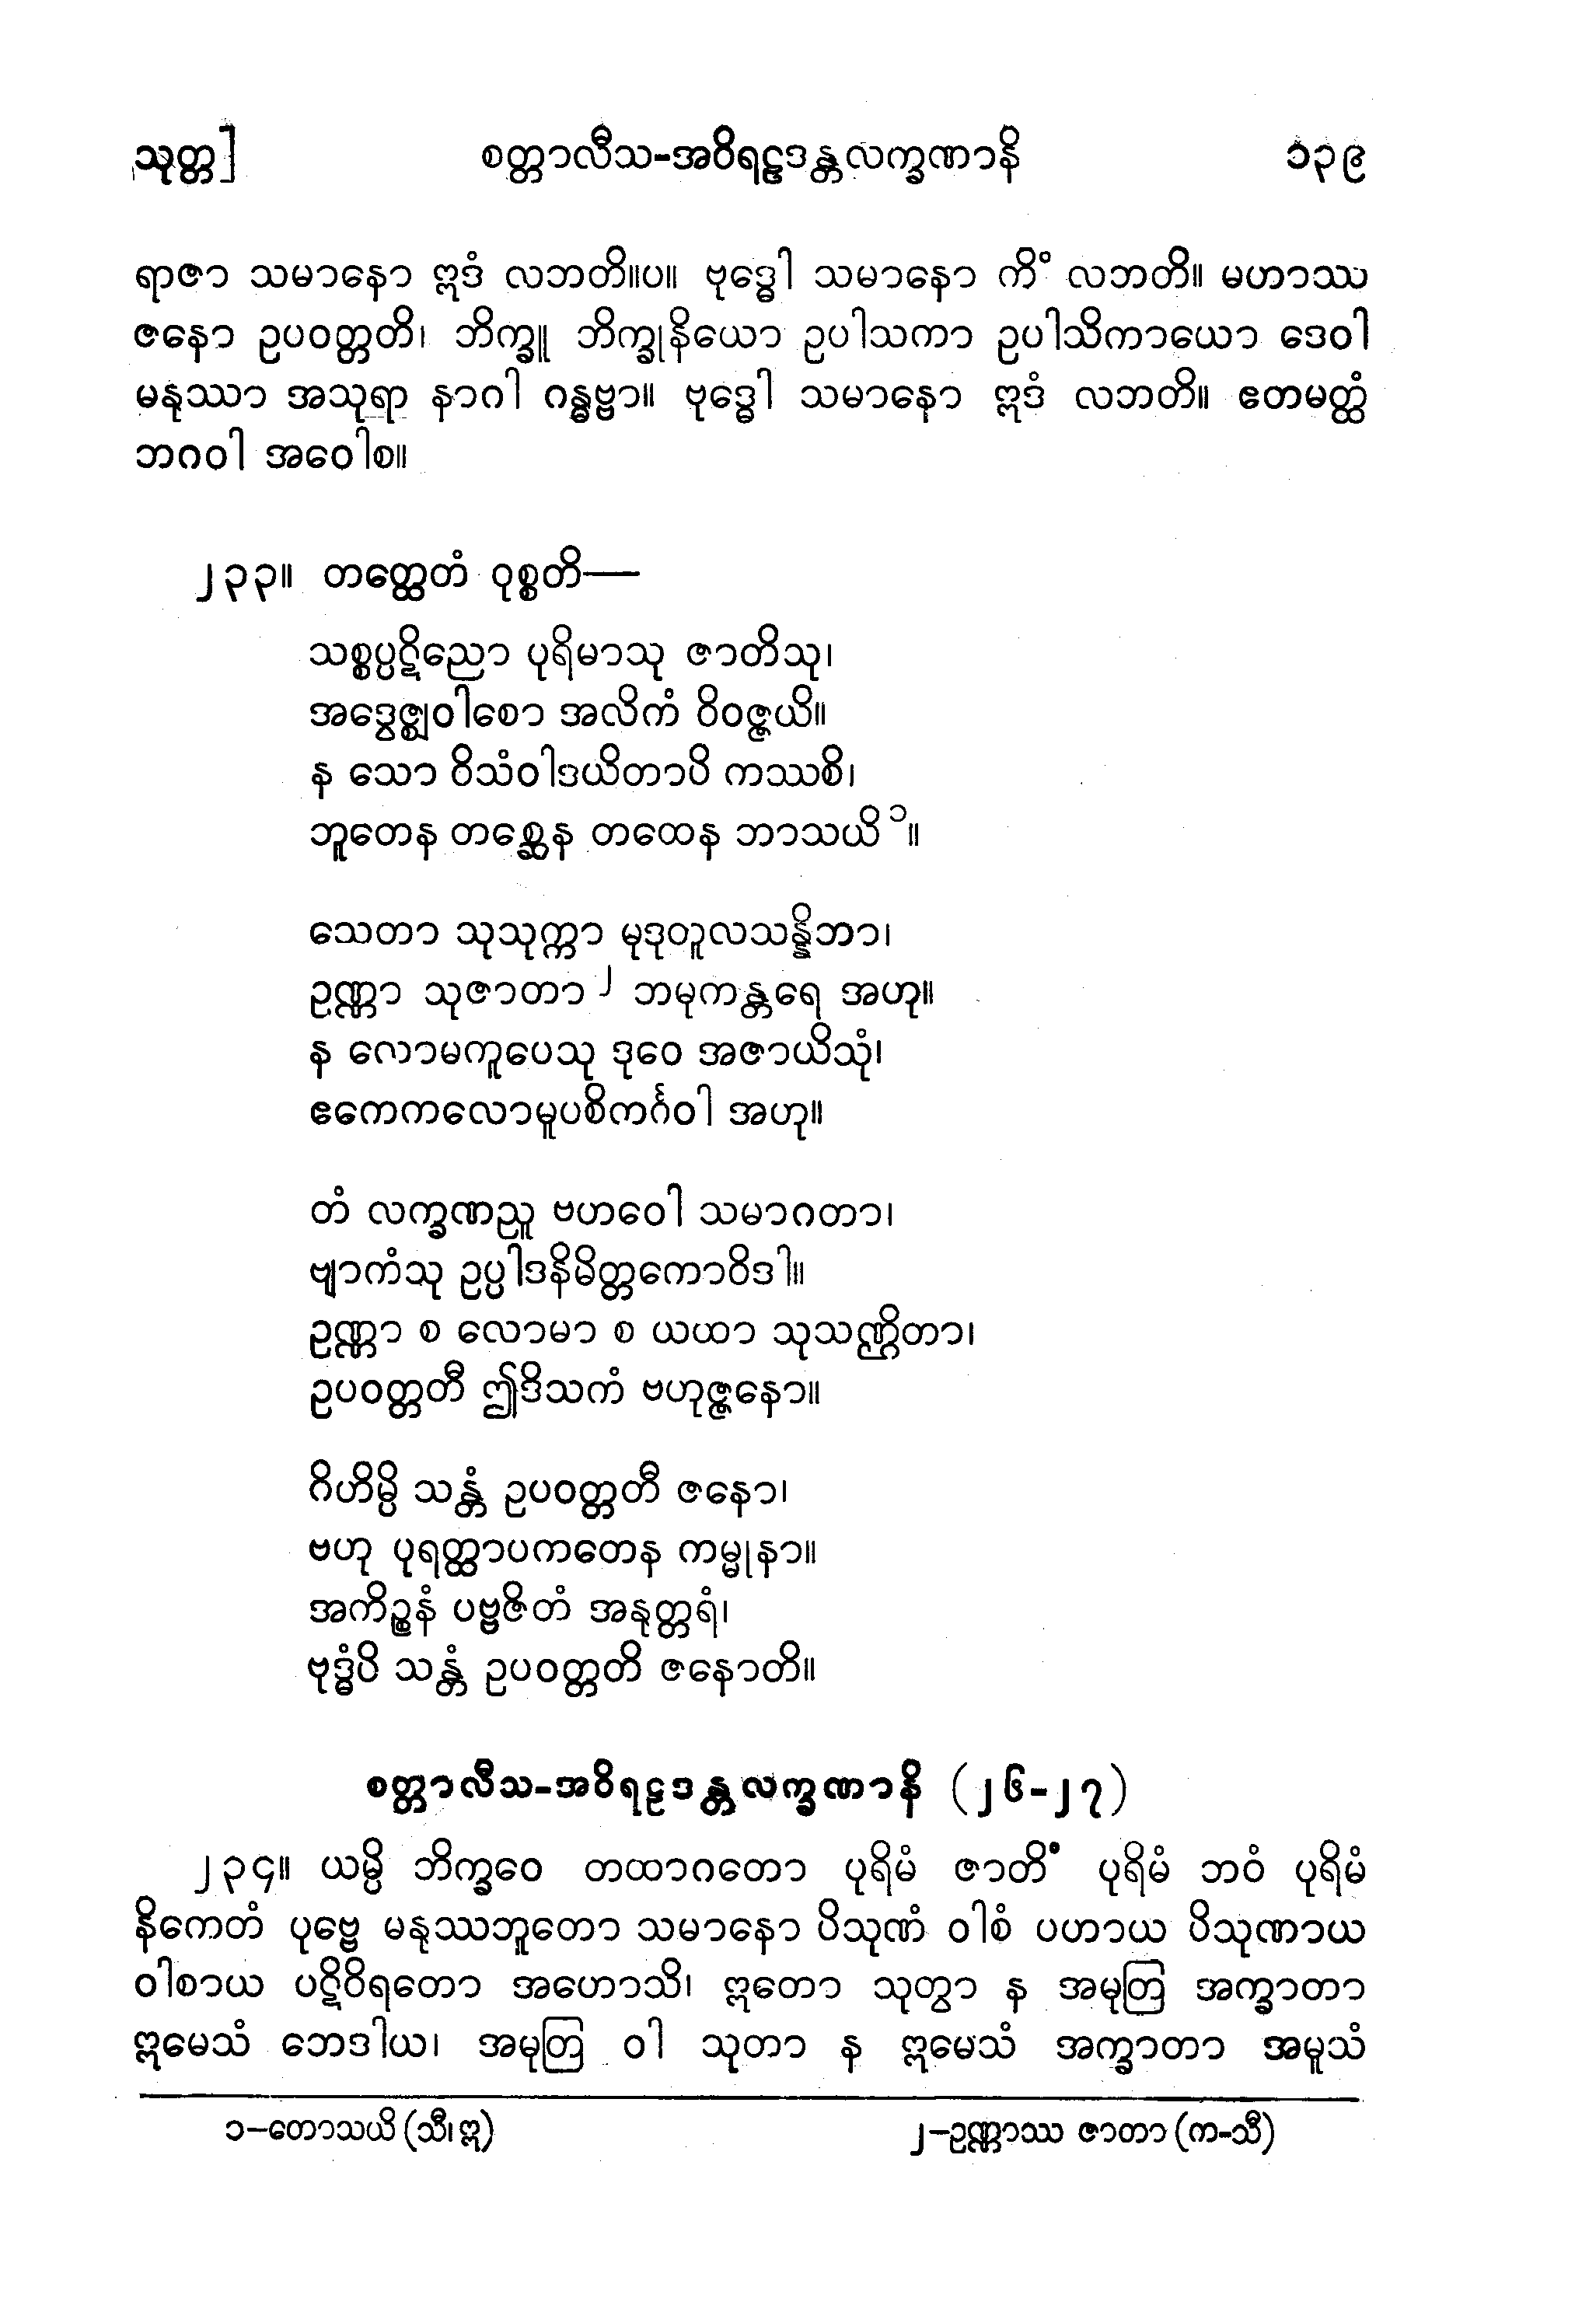 သုတ္တ] စတ္တာလီသ-အဝိရဠဒန္တလက္ခဏာနိ ၁၃၉
ရာဇာ သမာနော ဣဒံ လဘတိ။ပ။ ဗုဒ္ဓေါ သမာနော ကိံ လဘတိ။ မဟာဿ
ဇနော ဥပဝတ္တတိ၊ ဘိက္ခူ ဘိက္ခုနိယော ဥပါသကာ ဥပါသိကာယော ဒေဝါ
မနုဿာ အသုရာ နာဂါ ဂန္ဓဗ္ဗာ။ ဗုဒ္ဓေါ သမာနော ဣဒံ လဘတိ။ ဧတမတ္ထံ
ဘဂဝါ အဝေါစ။
၂၃၃။ တတ္ထေတံ ဝုစ္စတိ—
သစ္စပ္ပဋိညော ပုရိမာသု ဇာတိသု၊
အဒွေဇ္ဈဝါစော အလိကံ ဝိဝဇ္ဇယိ။
န သော ဝိသံဝါဒယိတာပိ ကဿစိ၊
ဘူတေန တစ္ဆေန တထေန ဘာသယိ ၁။
သေတာ သုသုက္ကာ မုဒုတူလသန္နိဘာ၊
ဥဏ္ဏာ သုဇာတာ ၂ ဘမုကန္တရေ အဟု။
န လောမကူပေသု ဒုဝေ အဇာယိသုံ၊
ဧကေကလောမူပစိကင်္ဂဝါ အဟု။
တံ လက္ခဏညူ ဗဟဝေါ သမာဂတာ၊
ဗျာကံသု ဥပ္ပါဒနိမိတ္တကောဝိဒါ။
ဥဏ္ဏာ စ လောမာ စ ယထာ သုသဏ္ဌိတာ၊
ဥပဝတ္တတီ ဤဒိသကံ ဗဟုဇ္ဇနော။
ဂိဟိမ္ပိ သန္တံ ဥပဝတ္တတီ ဇနော၊
ဗဟု ပုရတ္ထာပကတေန ကမ္မုနာ။
အကိဉ္စနံ ပဗ္ဗဇိတံ အနုတ္တရံ၊
ဗုဒ္ဓံပိ သန္တံ ဥပဝတ္တတိ ဇနောတိ။
စတ္တာလီသ-အဝိရဠဒန္တလက္ခဏာနိ (၂၆-၂၇)
၂၃၄။ ယမ္ပိ ဘိက္ခဝေ တထာဂတော ပုရိမံ ဇာတိံ ပုရိမံ ဘဝံ ပုရိမံ
နိကေတံ ပုဗ္ဗေ မနုဿဘူတော သမာနော ပိသုဏံ ဝါစံ ပဟာယ ပိသုဏာယ
ဝါစာယ ပဋိဝိရတော အဟောသိ၊ ဣတော သုတွာ န အမုတြ အက္ခာတာ
ဣမေသံ ဘေဒါယ၊ အမုတြ ဝါ သုတာ န ဣမေသံ အက္ခာတာ အမူသံ
၁–တောသယိ (သီ၊ ဣ) ၂–ဥဏ္ဏာဿ ဇာတာ (က-သီ)